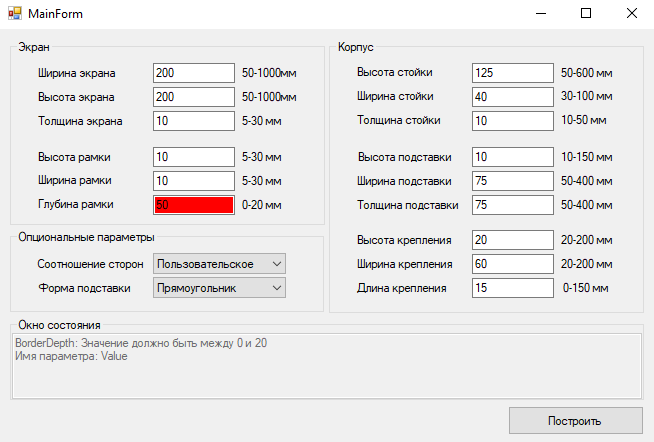 MainForm
Экран
Ширина экрана 200 50-1000мм
Высота экрана 200 50-1000мм
Толщина экрана 10 5-30 мм
Высота рамки 10 5-30 мм
Ширина рамки 10 5-30 мм
Глубина рамки 50 0-20 мм
Опциональные параметры
Соотношение сторон Пользовательское
Форма подставки Прямоугольник
Корпус
Высота стойки 125 50-600 мм
Ширина стойки 40 30-100 мм
Толщина стойки 10 10-50 мм
Высота подставки 10 10-150 мм
Ширина подставки 75 50-400 мм
Толщина подставки 75 50-400 мм
Высота крепления 20 20-200 мм
Ширина крепления 60 20-200 мм
Длина крепления 15 0-150 мм
Окно состояния
BorderDepth: Значение должно быть между 0 и 20
Имя параметра: Value
Построить